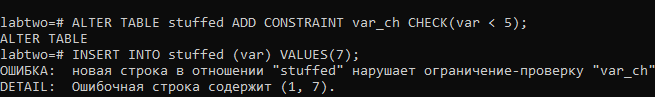 labtwo=# ALTER TABLE stuffed ADD CONSTRAINT var_ch CHECK(var < 5);
ALTER TABLE
labtwo=# INSERT INTO stuffed (var) VALUES(7);
ОШИБКА:  новая строка в отношении "stuffed" нарушает ограничение-проверку "var_ch"
DETAIL:  Ошибочная строка содержит (1, 7).